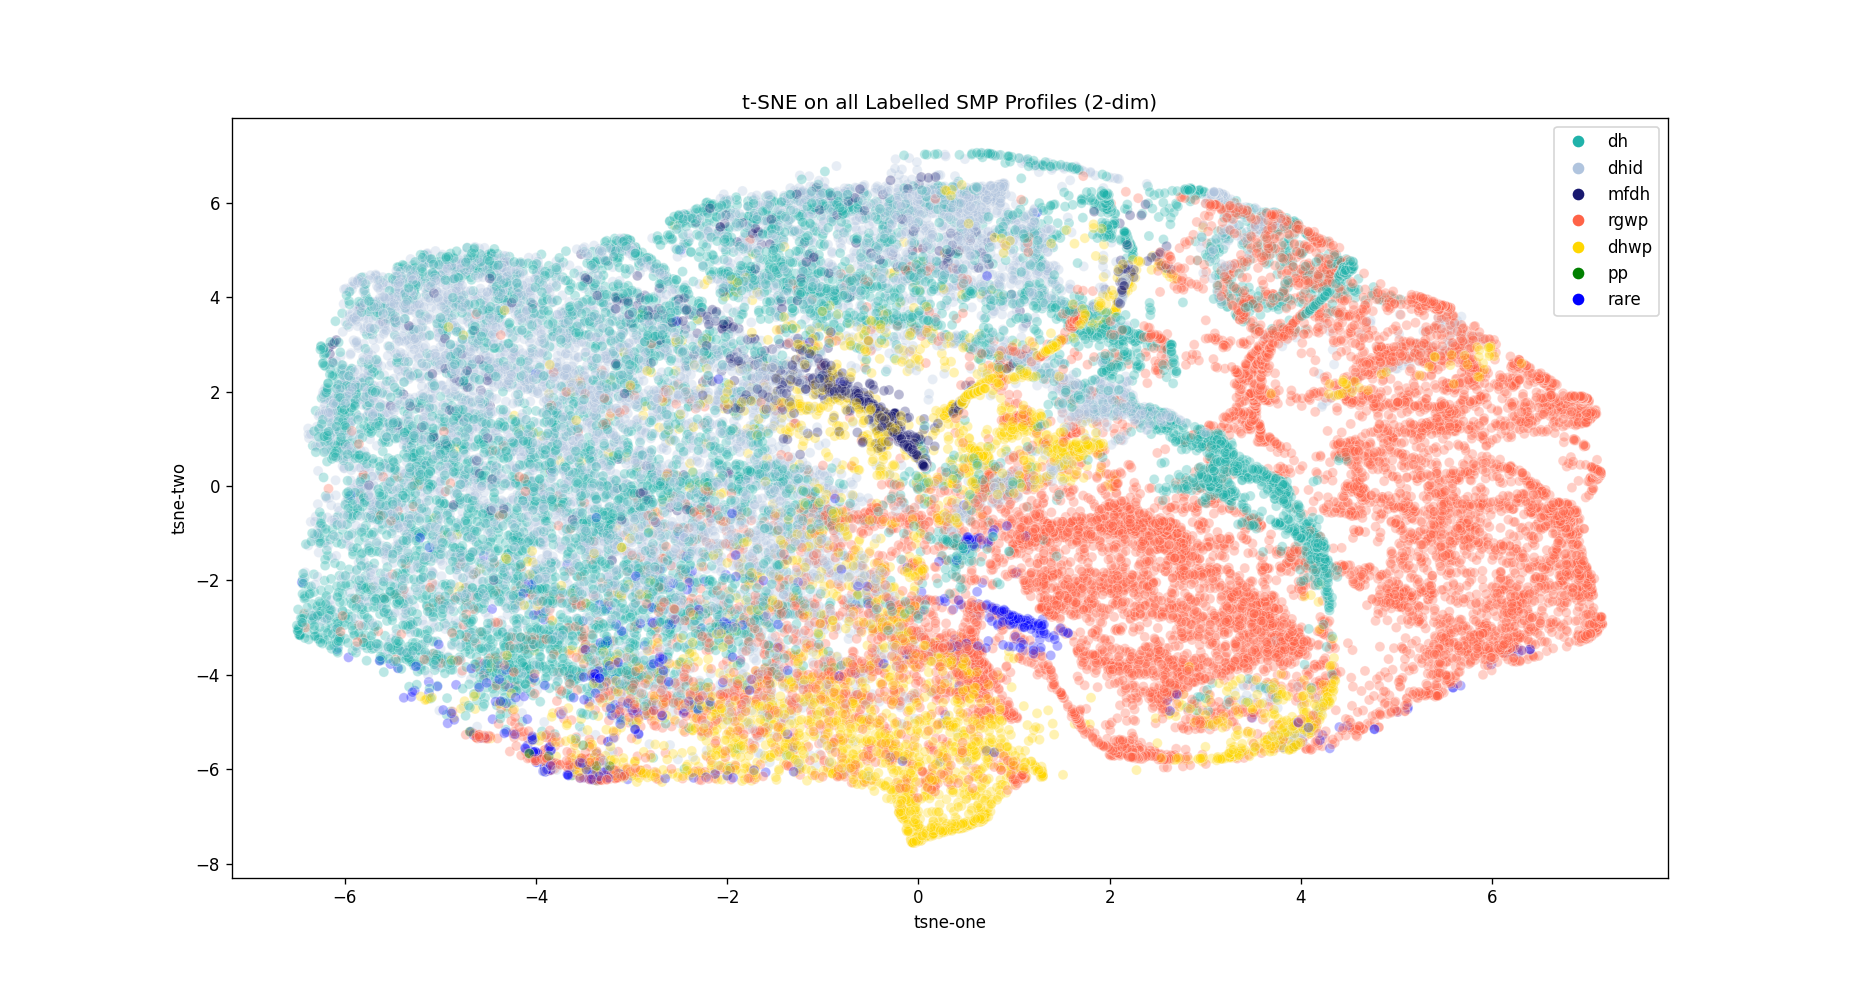 t-SNE on all Labelled SMP Profiles (2-dim)
dh
dhid
mfdh
rgwp
dhwp
pp
rare
6
4
2
0
−2
−4
−6
−8
tsne-two
−6
−4
−2
0
2
4
6
tsne-one